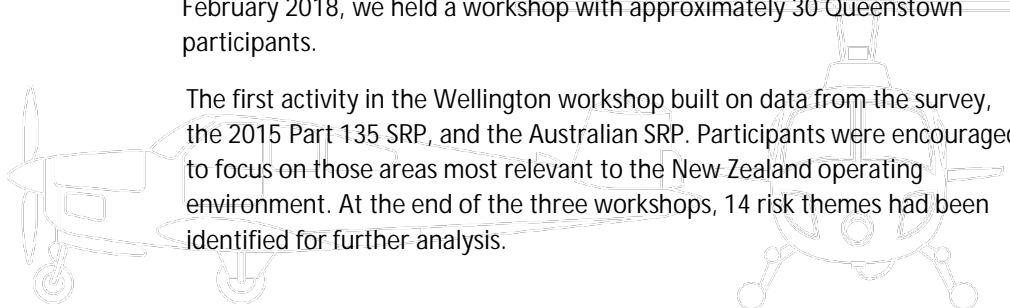 February 2018, we held a workshop with approximately 30 Queenstown
participants.
The first activity in the Wellington workshop built on data from the survey,
the 2015 Part 135 SRP, and the Australian SRP. Participants were encouraged
to focus on those areas most relevant to the New Zealand operating
environment. At the end of the three workshops, 14 risk themes had been
identified for further analysis.